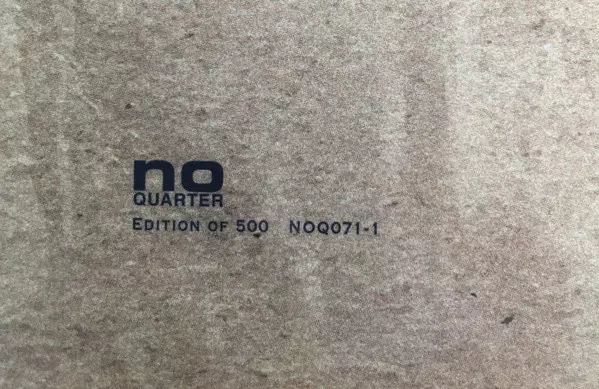 no
QUARTER
EDITION OF 500 NOQ071-1